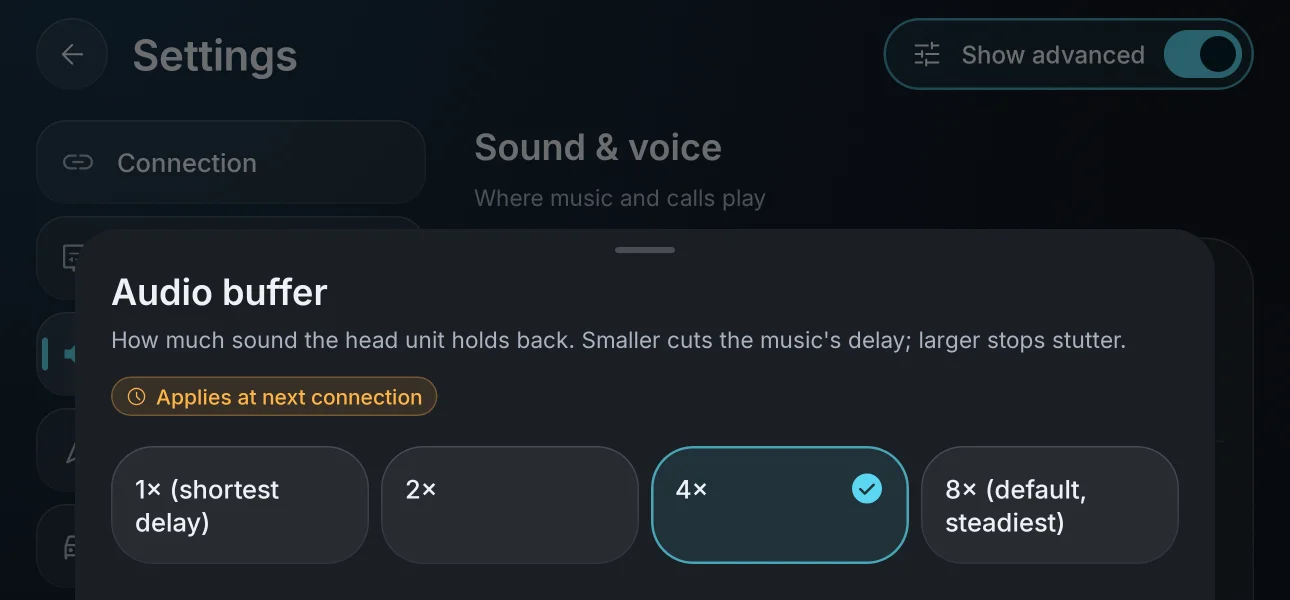 Settings
Show advanced
Connection
Sound & voice
Where music and calls play
Audio buffer
How much sound the head unit holds back. Smaller cuts the music's delay; larger stops stutter.
Applies at next connection
1× (shortest
delay)
2×
4×
8× (default,
steadiest)